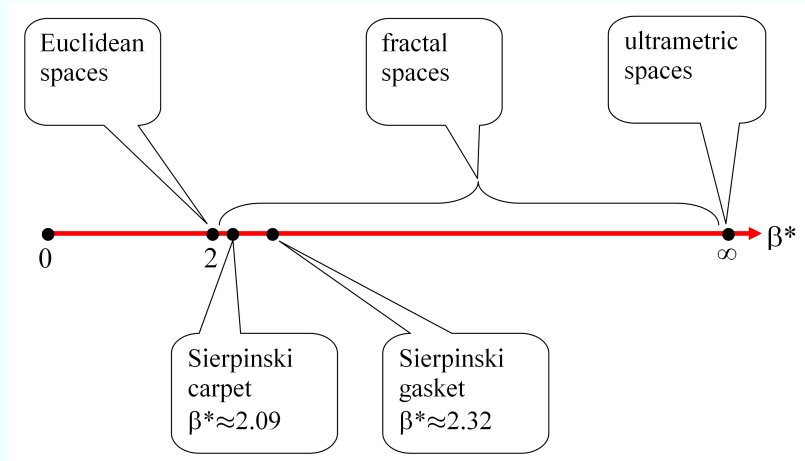 Euclidean
spaces
fractal
spaces
ultrametric
spaces
0
2
∞
β*
Sierpinski
carpet
β*≈2.09
Sierpinski
gasket
β*≈2.32